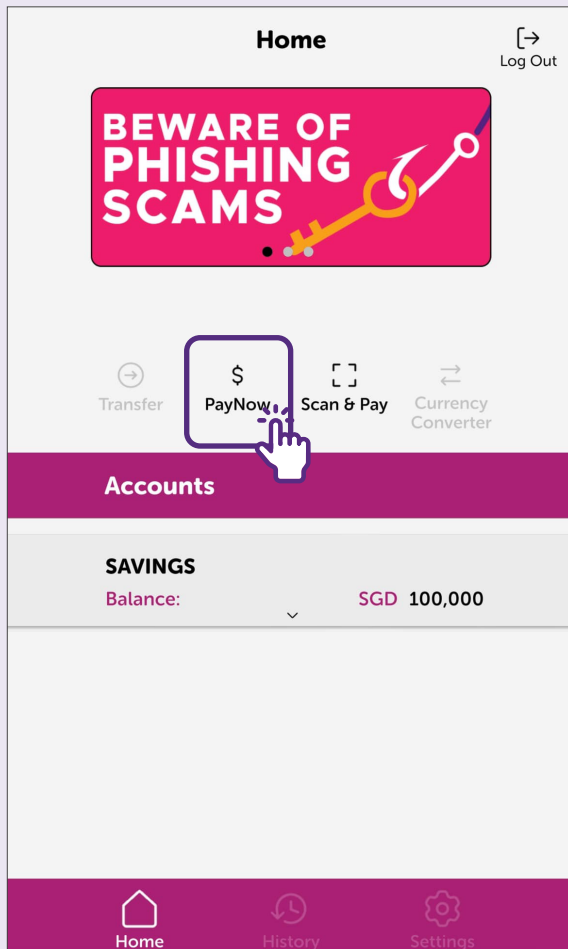 Home
Log Out
BEWARE OF
PHISHING
SCAMS
Transfer
$
PayNow
Scan & Pay
Currency
Converter
Accounts
SAVINGS
Balance: SGD 100,000
Home History Settings